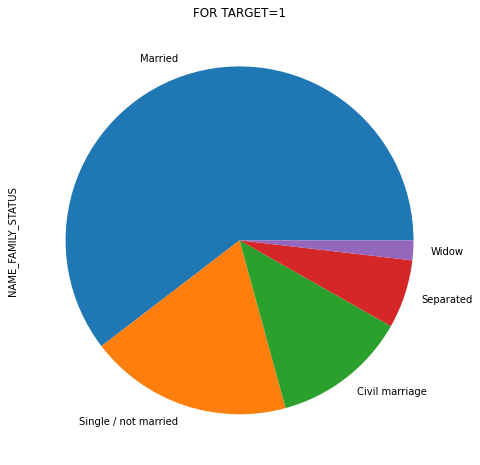 FOR TARGET=1
Married
NAME_FAMILY_STATUS
Widow
Separated
Civil marriage
Single / not married